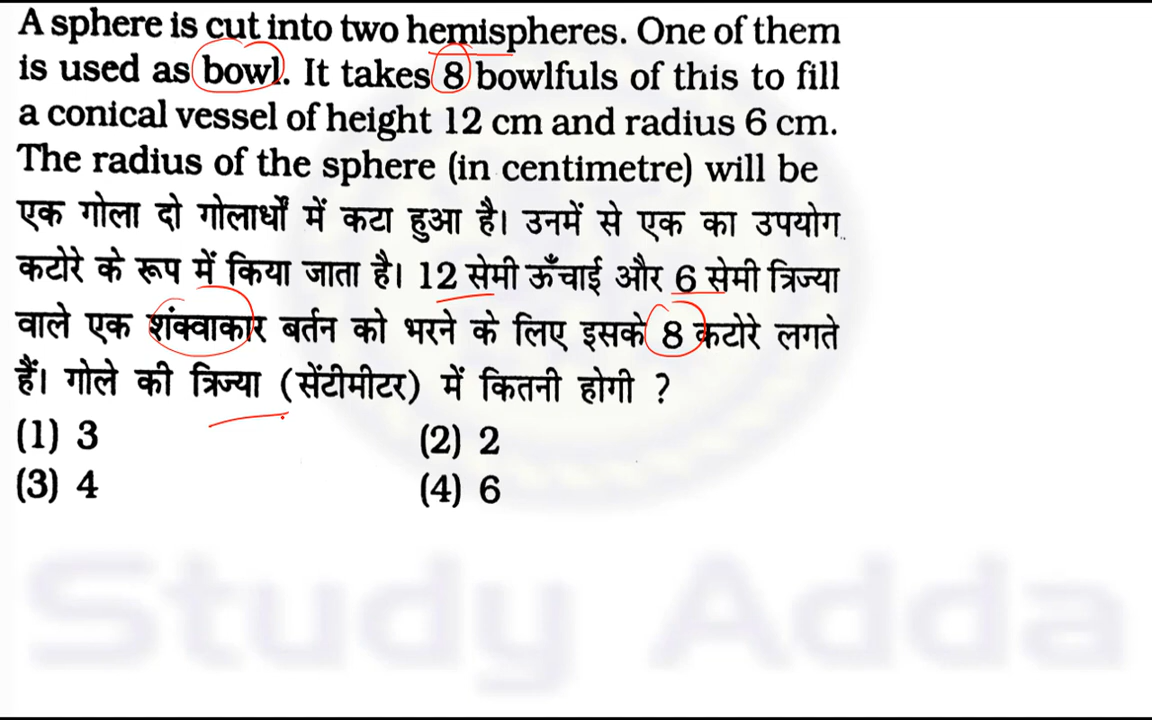 A sphere is cut into two hemispheres. One of them
is used as bowl. It takes 8 bowlfuls of this to fill
a conical vessel of height 12 cm and radius 6 cm.
The radius of the sphere (in centimetre) will be
एक गोला दो गोलार्धों में कटा हुआ है। उनमें से एक का उपयोग
कटोरे के रूप में किया जाता है। 12 सेमी ऊँचाई और 6 सेमी त्रिज्या
वाले एक शंक्वाकार बर्तन को भरने के लिए इसके 8 कटोरे लगते
हैं। गोले की त्रिज्या (सेंटीमीटर) में कितनी होगी ?
(1) 3 (2) 2
(3) 4 (4) 6
Study Adda